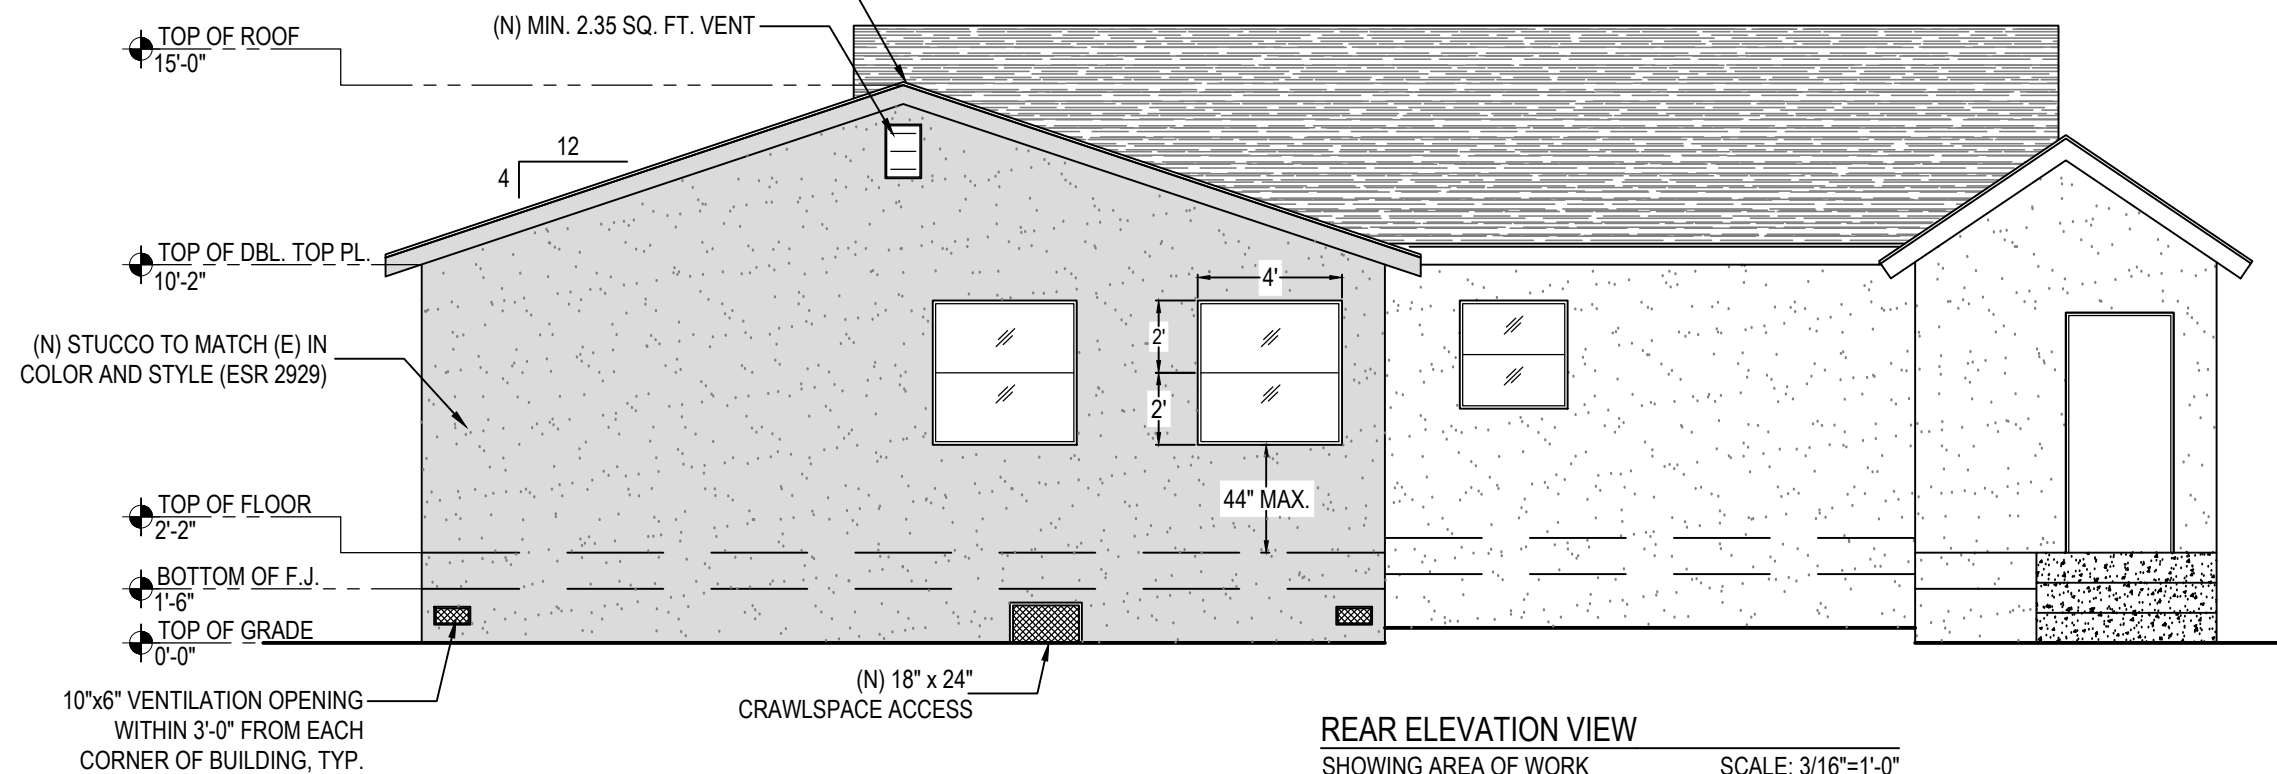 (N) MIN. 2.35 SQ. FT. VENT
TOP OF ROOF
15'-0"
12
4
TOP OF DBL. TOP PL.
10'-2"
4'
2'
2'
(N) STUCCO TO MATCH (E) IN
COLOR AND STYLE (ESR 2929)
44" MAX.
TOP OF FLOOR
2'-2"
BOTTOM OF F.J.
1'-6"
TOP OF GRADE
0'-0"
10"x6" VENTILATION OPENING
WITHIN 3'-0" FROM EACH
CORNER OF BUILDING, TYP.
(N) 18" x 24"
CRAWLSPACE ACCESS
REAR ELEVATION VIEW
SHOWING AREA OF WORK SCALE: 3/16"=1'-0"